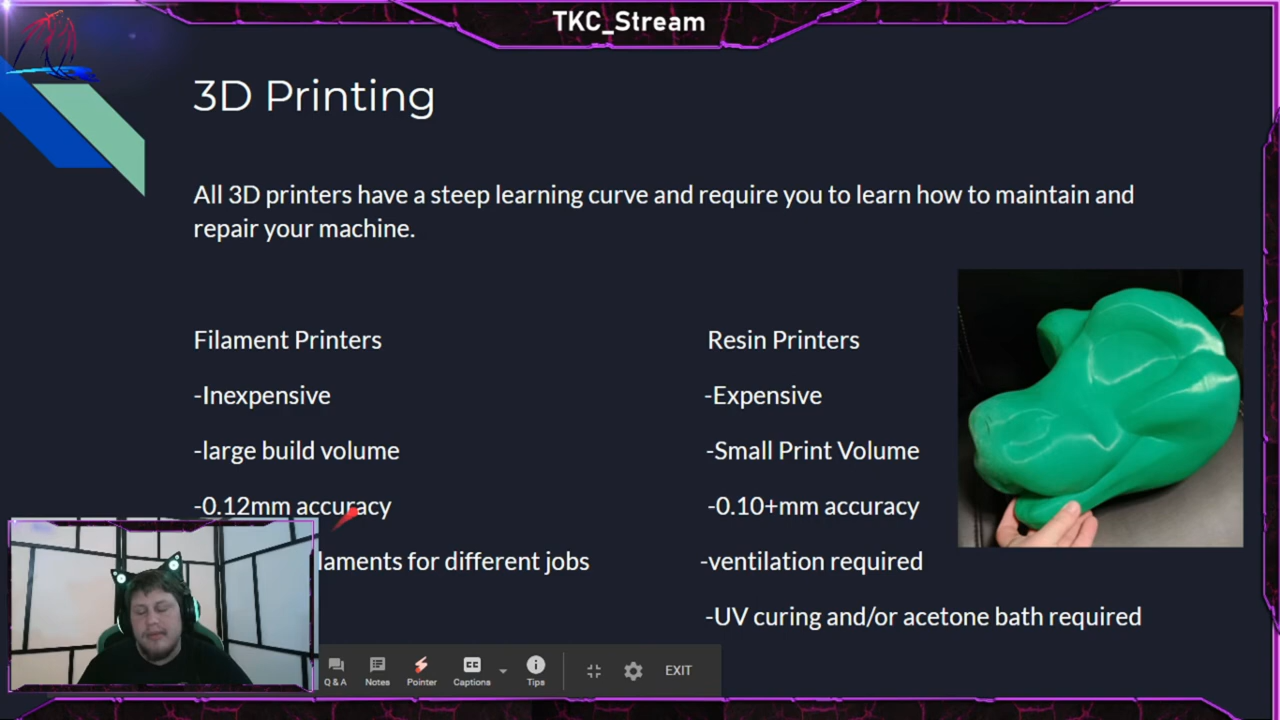 TKC_Stream
3D Printing
All 3D printers have a steep learning curve and require you to learn how to maintain and
repair your machine.
Filament Printers
-Inexpensive
-large build volume
-0.12mm accuracy
laments for different jobs
Resin Printers
-Expensive
-Small Print Volume
-0.10+mm accuracy
-ventilation required
-UV curing and/or acetone bath required
Q & A
Notes
Pointer
Captions
Tips
EXIT